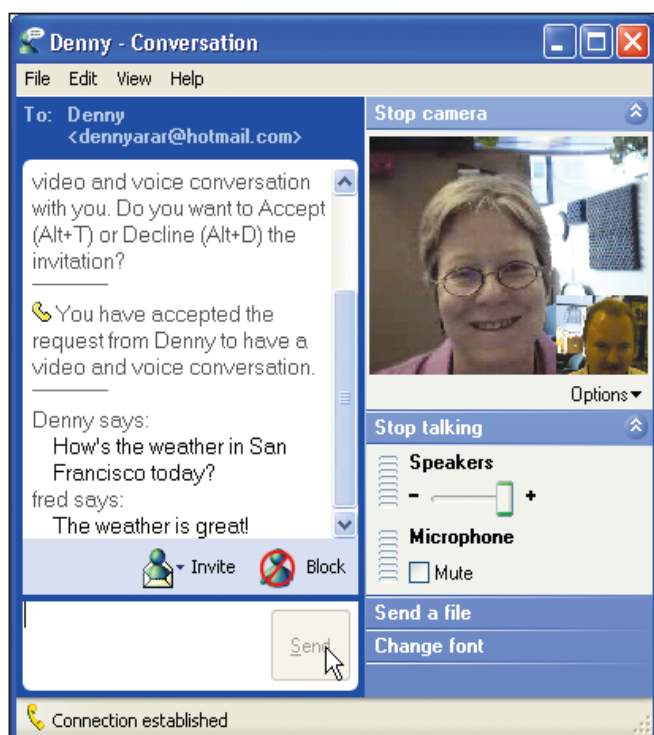 Denny - Conversation
File Edit View Help
To: Denny
<dennyarar@hotmail.com>
video and voice conversation
with you. Do you want to Accept
(Alt+T) or Decline (Alt+D) the
invitation?
You have accepted the
request from Denny to have a
video and voice conversation.
Denny says:
How's the weather in San
Francisco today?
fred says:
The weather is great!
Invite Block
Send
Stop camera
Options
Stop talking
Speakers
- +
Microphone
Mute
Send a file
Change font
Connection established